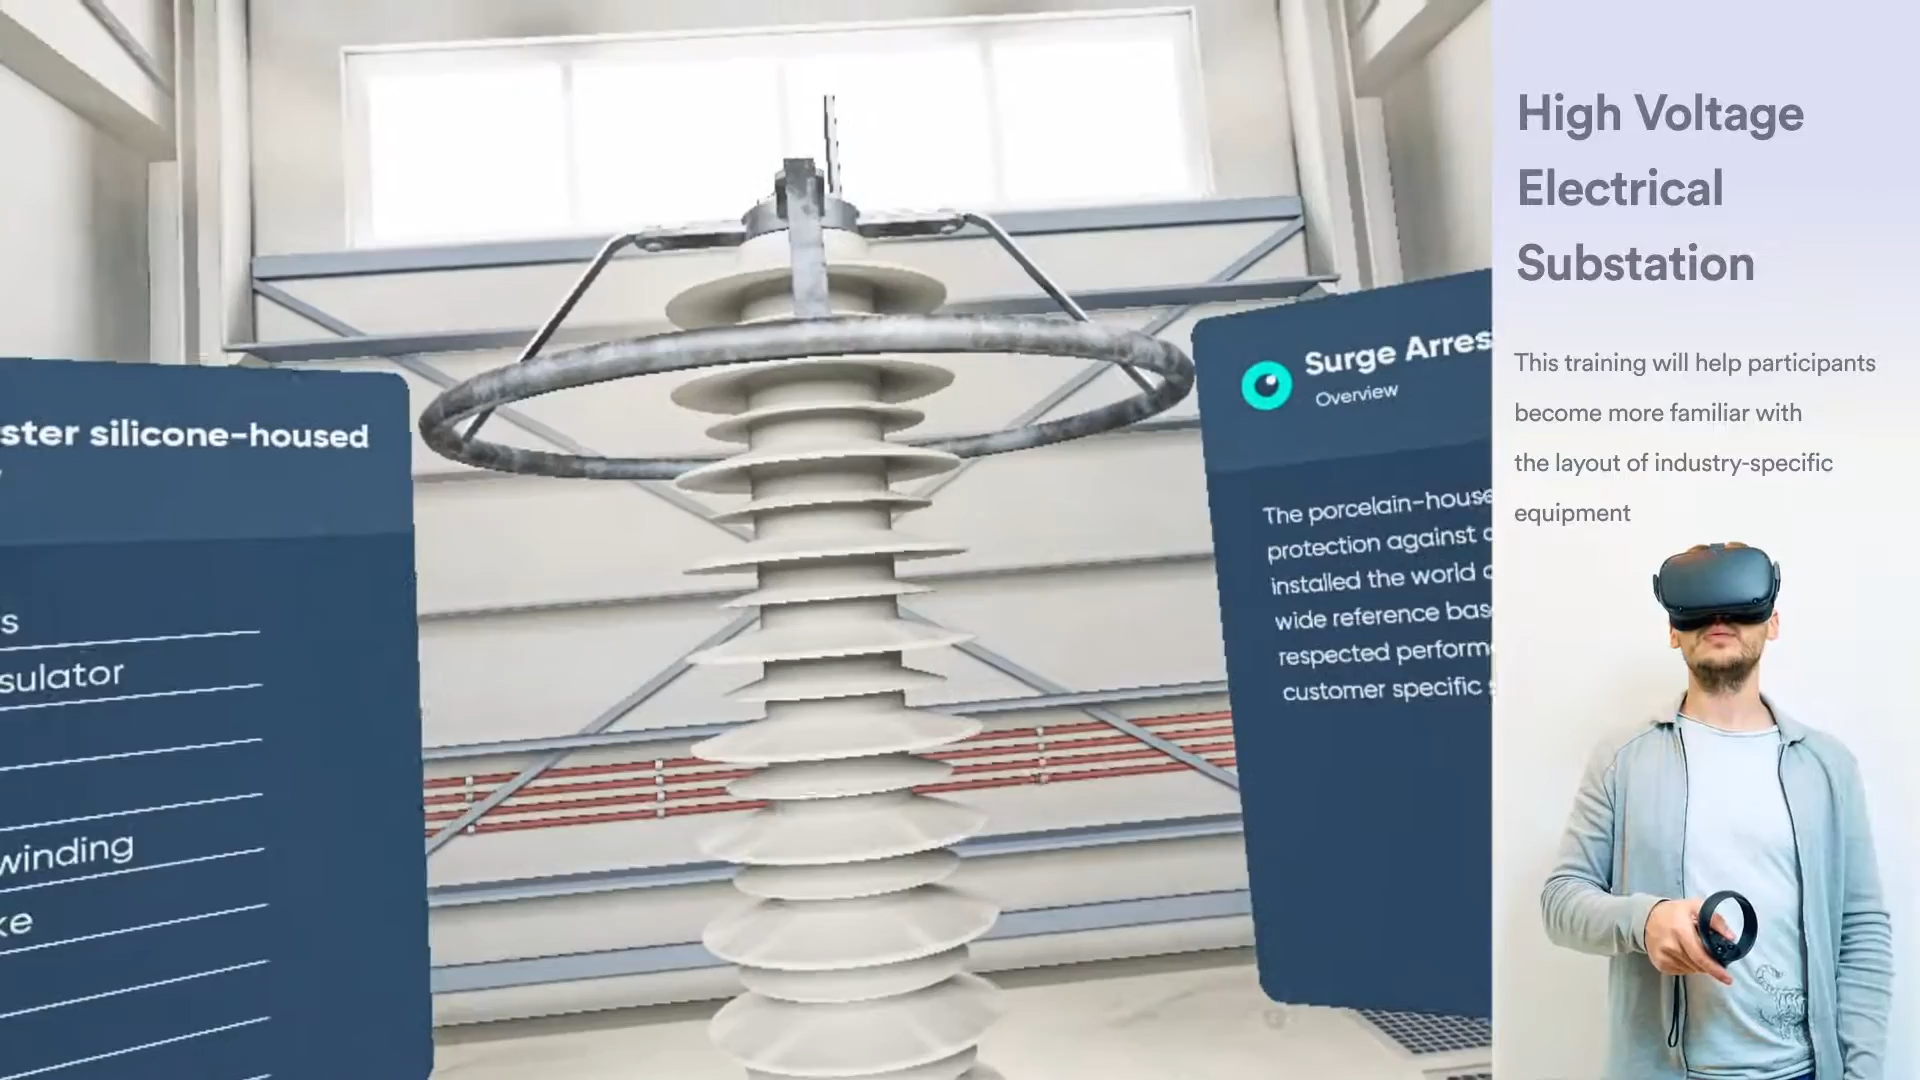 ster silicone-housed
s
sulator
winding
ke
Surge Arres
Overview
The porcelain-house
protection against
installed the world
wide reference bas
respected perform
customer specific
High Voltage
Electrical
Substation
This training will help participants
become more familiar with
the layout of industry-specific
equipment